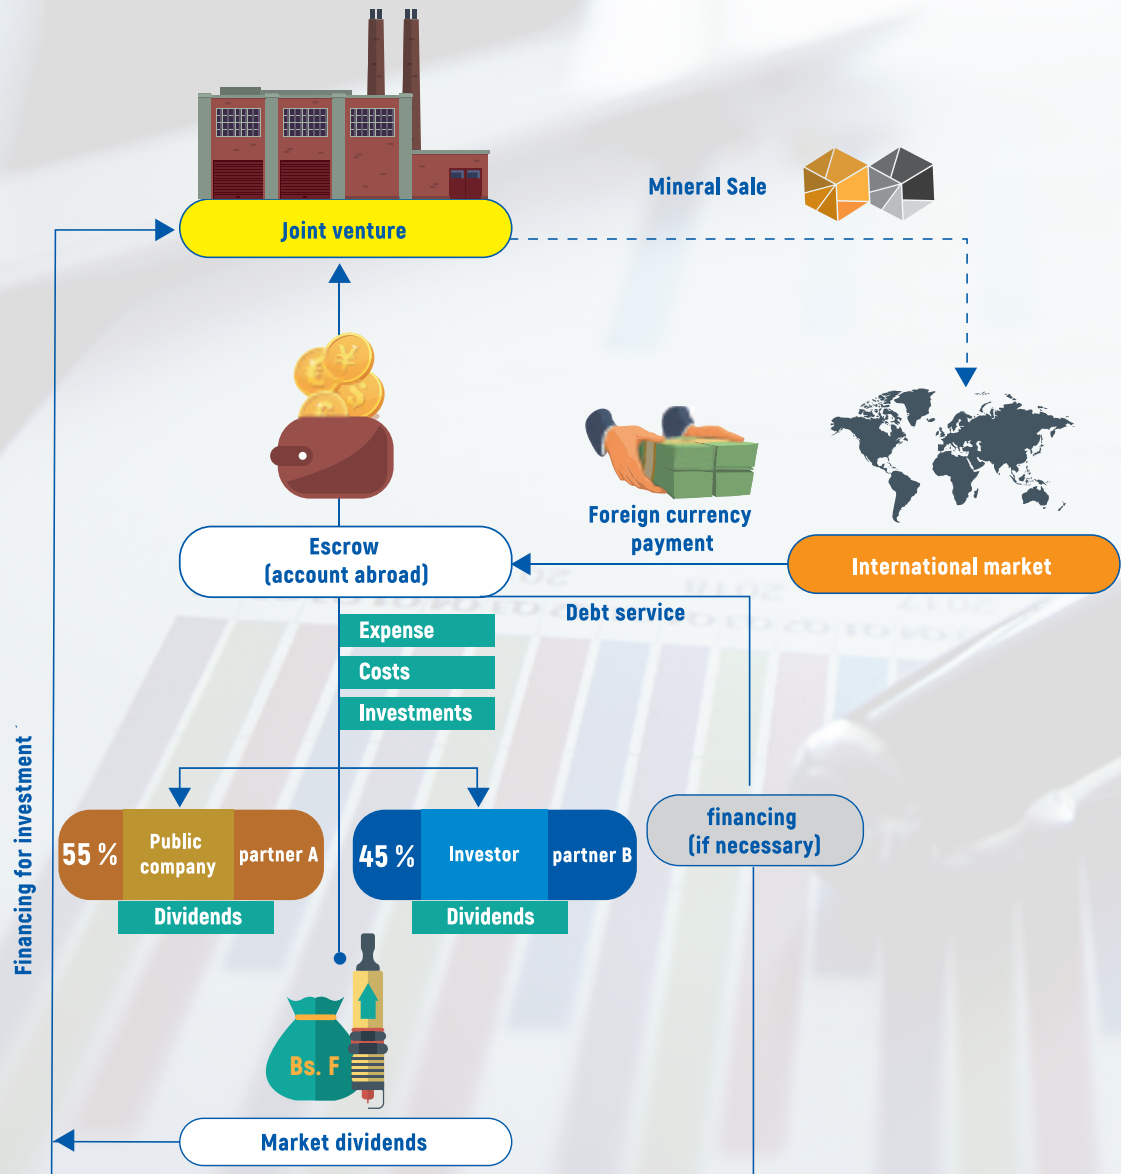 Mineral Sale
Joint venture
Foreign currency
payment
Escrow
(account abroad)
International market
Debt service
Expense
Costs
Investments
Financing for investment
55 %
Public
company
partner A
Dividends
45 %
Investor
partner B
Dividends
financing
(if necessary)
Bs. F
Market dividends